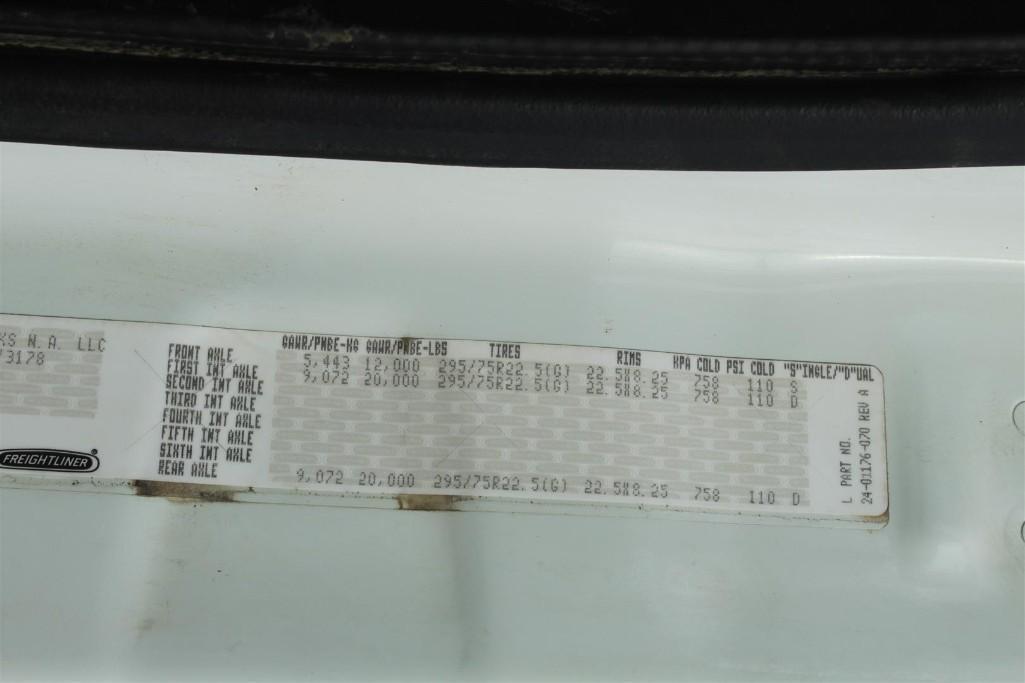 KS N.A. LLC
3178
FREIGHTLINER
GAWR/PNBE-KG GAWR/PNBE-LBS TIRES RIMS KPA COLD PSI COLD "S"INGLE/"D"UAL
FRONT AXLE 5,443 12,000 295/75R22.5(G) 22.5X8.25 758 110 S
FIRST INT AXLE 9,072 20,000 295/75R22.5(G) 22.5X8.25 758 110 D
SECOND INT AXLE
THIRD INT AXLE
FOURTH INT AXLE
FIFTH INT AXLE
SIXTH INT AXLE
REAR AXLE 9,072 20,000 295/75R22.5(G) 22.5X8.25 758 110 D
L PART NO.
24-01176-070 REV A